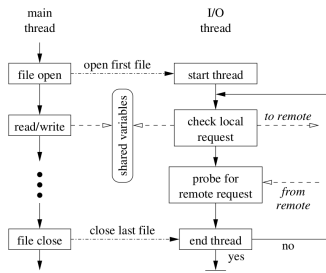 main
thread
I/O
thread
file open
open first file
start thread
read/write
shared variables
check local
request
to remote
probe for
remote request
from
remote
file close
close last file
end thread
no
yes